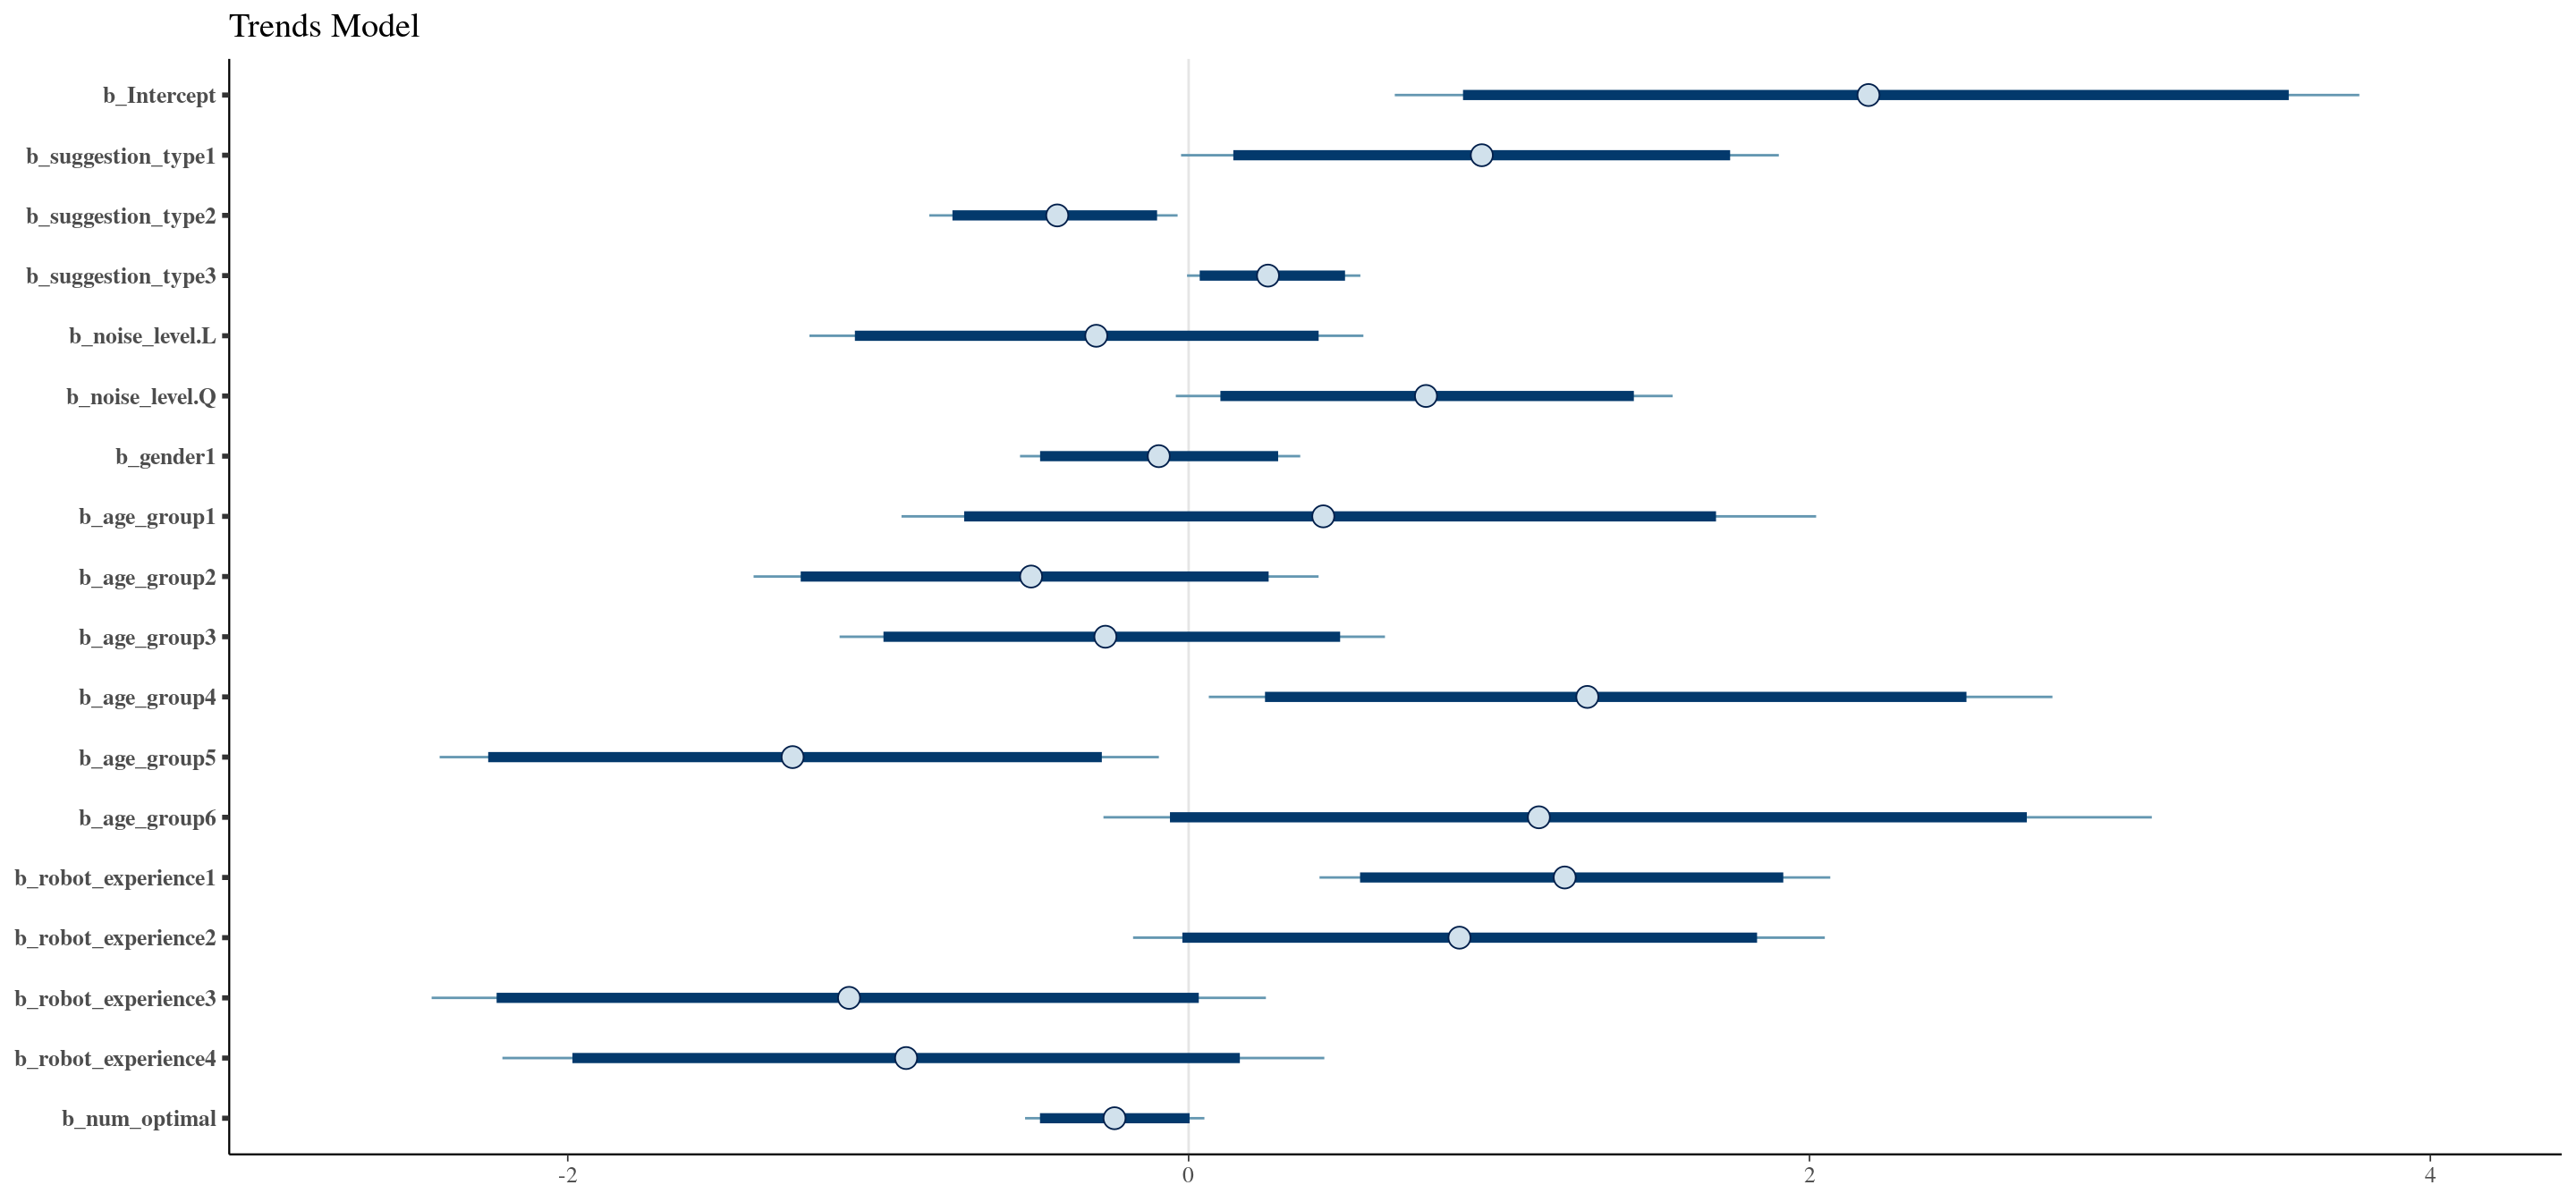 Trends Model
b_Intercept
b_suggestion_type1
b_suggestion_type2
b_suggestion_type3
b_noise_level.L
b_noise_level.Q
b_gender1
b_age_group1
b_age_group2
b_age_group3
b_age_group4
b_age_group5
b_age_group6
b_robot_experience1
b_robot_experience2
b_robot_experience3
b_robot_experience4
b_num_optimal
-2 0 2 4